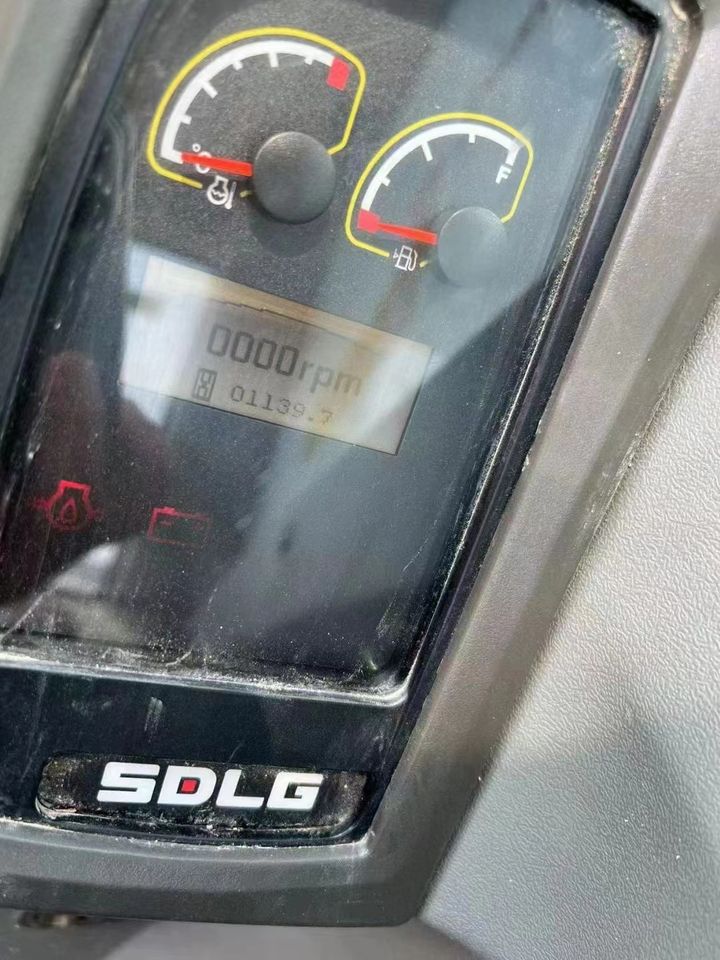 °C
F
0000rpm
01139.7
SDLG